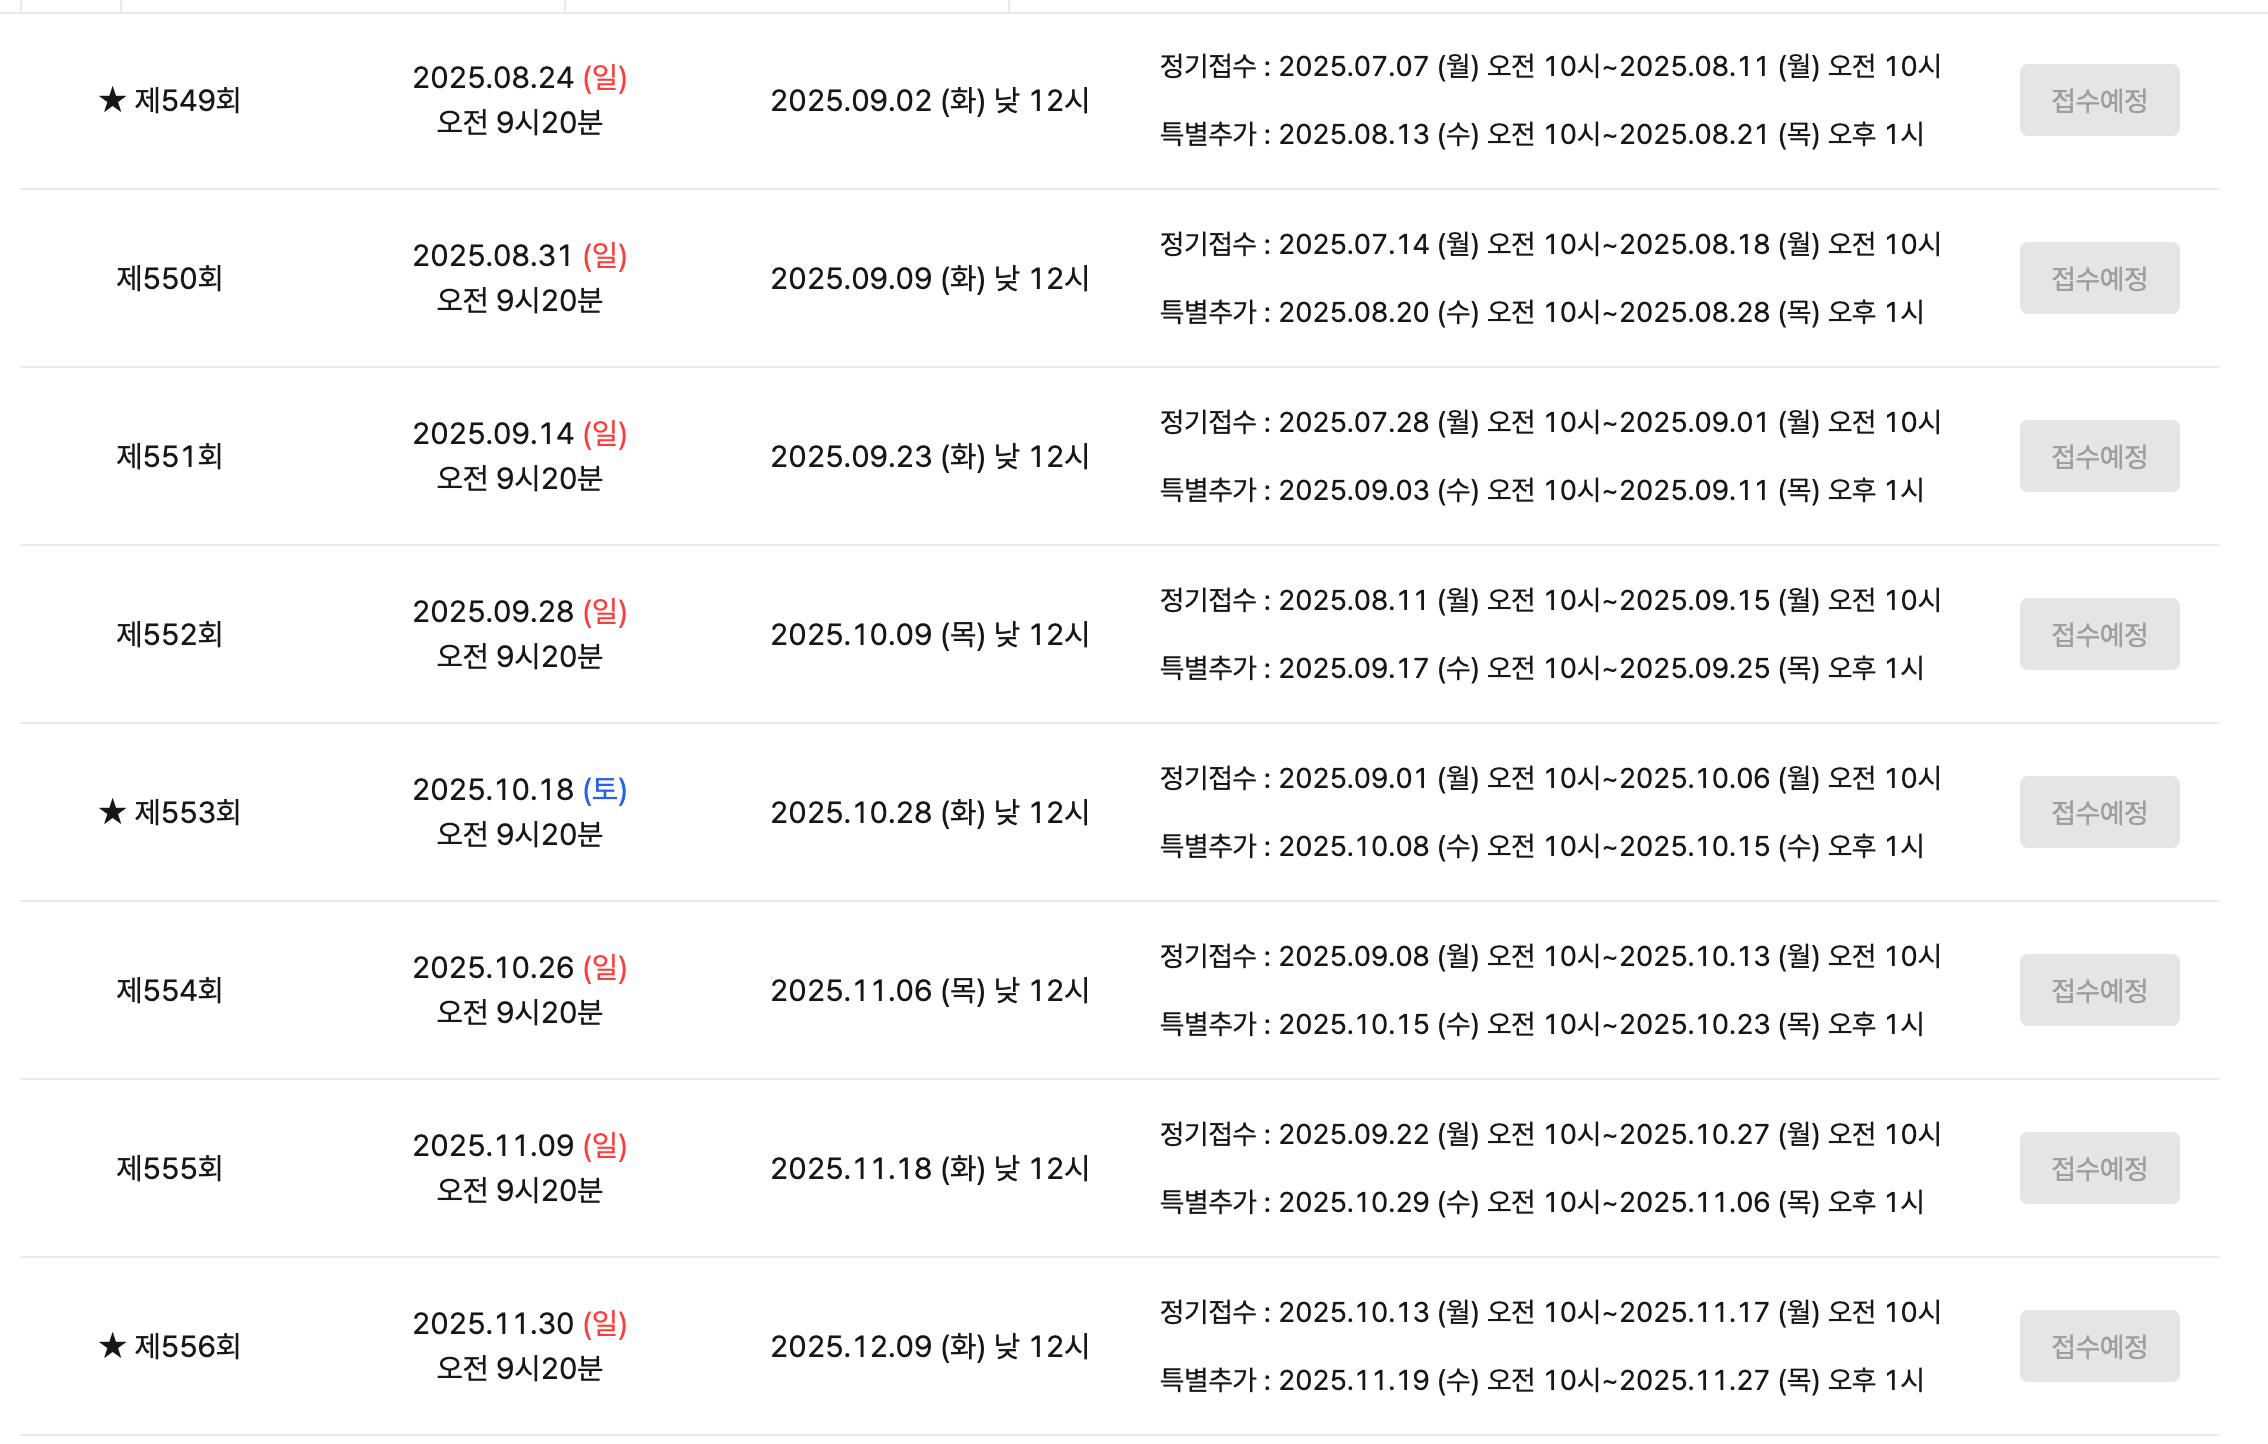 ★ 제549회
2025.08.24 (일)
오전 9시20분
2025.09.02 (화) 낮 12시
정기접수 : 2025.07.07 (월) 오전 10시~2025.08.11 (월) 오전 10시
특별추가 : 2025.08.13 (수) 오전 10시~2025.08.21 (목) 오후 1시
접수예정
제550회
2025.08.31 (일)
오전 9시20분
2025.09.09 (화) 낮 12시
정기접수 : 2025.07.14 (월) 오전 10시~2025.08.18 (월) 오전 10시
특별추가 : 2025.08.20 (수) 오전 10시~2025.08.28 (목) 오후 1시
접수예정
제551회
2025.09.14 (일)
오전 9시20분
2025.09.23 (화) 낮 12시
정기접수 : 2025.07.28 (월) 오전 10시~2025.09.01 (월) 오전 10시
특별추가 : 2025.09.03 (수) 오전 10시~2025.09.11 (목) 오후 1시
접수예정
제552회
2025.09.28 (일)
오전 9시20분
2025.10.09 (목) 낮 12시
정기접수 : 2025.08.11 (월) 오전 10시~2025.09.15 (월) 오전 10시
특별추가 : 2025.09.17 (수) 오전 10시~2025.09.25 (목) 오후 1시
접수예정
★ 제553회
2025.10.18 (토)
오전 9시20분
2025.10.28 (화) 낮 12시
정기접수 : 2025.09.01 (월) 오전 10시~2025.10.06 (월) 오전 10시
특별추가 : 2025.10.08 (수) 오전 10시~2025.10.15 (수) 오후 1시
접수예정
제554회
2025.10.26 (일)
오전 9시20분
2025.11.06 (목) 낮 12시
정기접수 : 2025.09.08 (월) 오전 10시~2025.10.13 (월) 오전 10시
특별추가 : 2025.10.15 (수) 오전 10시~2025.10.23 (목) 오후 1시
접수예정
제555회
2025.11.09 (일)
오전 9시20분
2025.11.18 (화) 낮 12시
정기접수 : 2025.09.22 (월) 오전 10시~2025.10.27 (월) 오전 10시
특별추가 : 2025.10.29 (수) 오전 10시~2025.11.06 (목) 오후 1시
접수예정
★ 제556회
2025.11.30 (일)
오전 9시20분
2025.12.09 (화) 낮 12시
정기접수 : 2025.10.13 (월) 오전 10시~2025.11.17 (월) 오전 10시
특별추가 : 2025.11.19 (수) 오전 10시~2025.11.27 (목) 오후 1시
접수예정